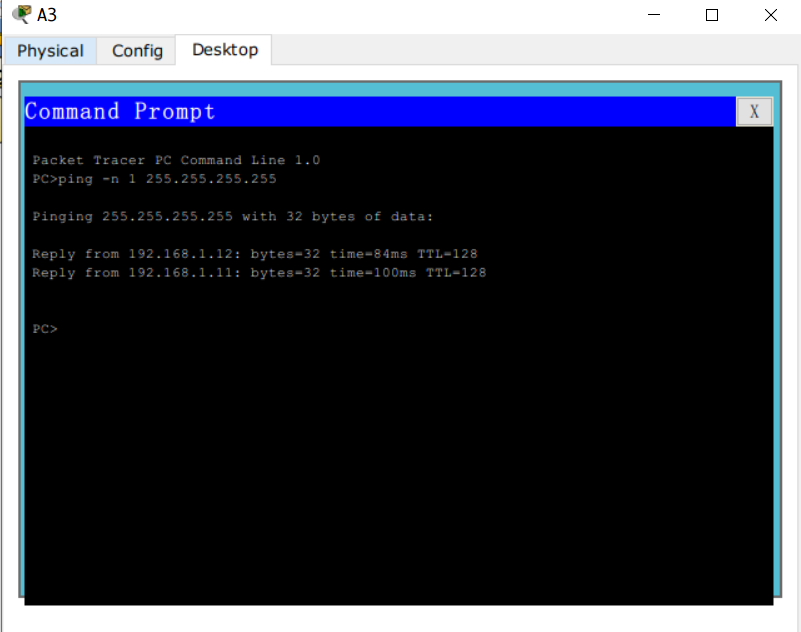 A3
Physical Config Desktop
Command Prompt X
Packet Tracer PC Command Line 1.0
PC>ping -n 1 255.255.255.255
Pinging 255.255.255.255 with 32 bytes of data:
Reply from 192.168.1.12: bytes=32 time=84ms TTL=128
Reply from 192.168.1.11: bytes=32 time=100ms TTL=128
PC>